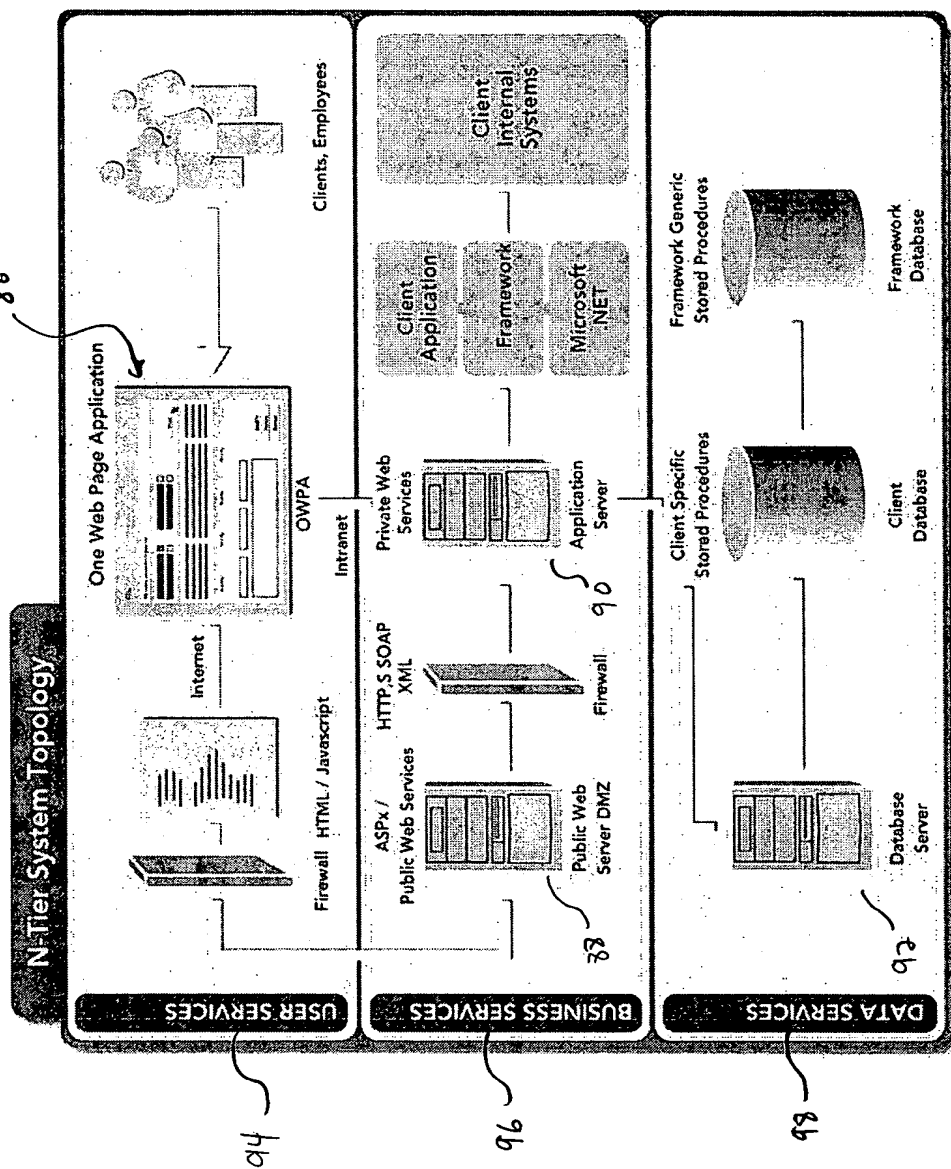 N-Tier System Topology
USER SERVICES
Firewall
HTML / Javascript
Internet
One Web Page Application
OWPA
Intranet
Clients, Employees
94
BUSINESS SERVICES
ASPx /
Public Web Services
Public Web
Server DMZ
HTTP,S SOAP
XML
Firewall
Private Web
Services
Application
Server
Client
Application
Framework
Microsoft
.NET
Client
Internal
Systems
96
88
90
DATA SERVICES
Database
Server
Client Specific
Stored Procedures
Client
Database
Framework Generic
Stored Procedures
Framework
Database
98
92